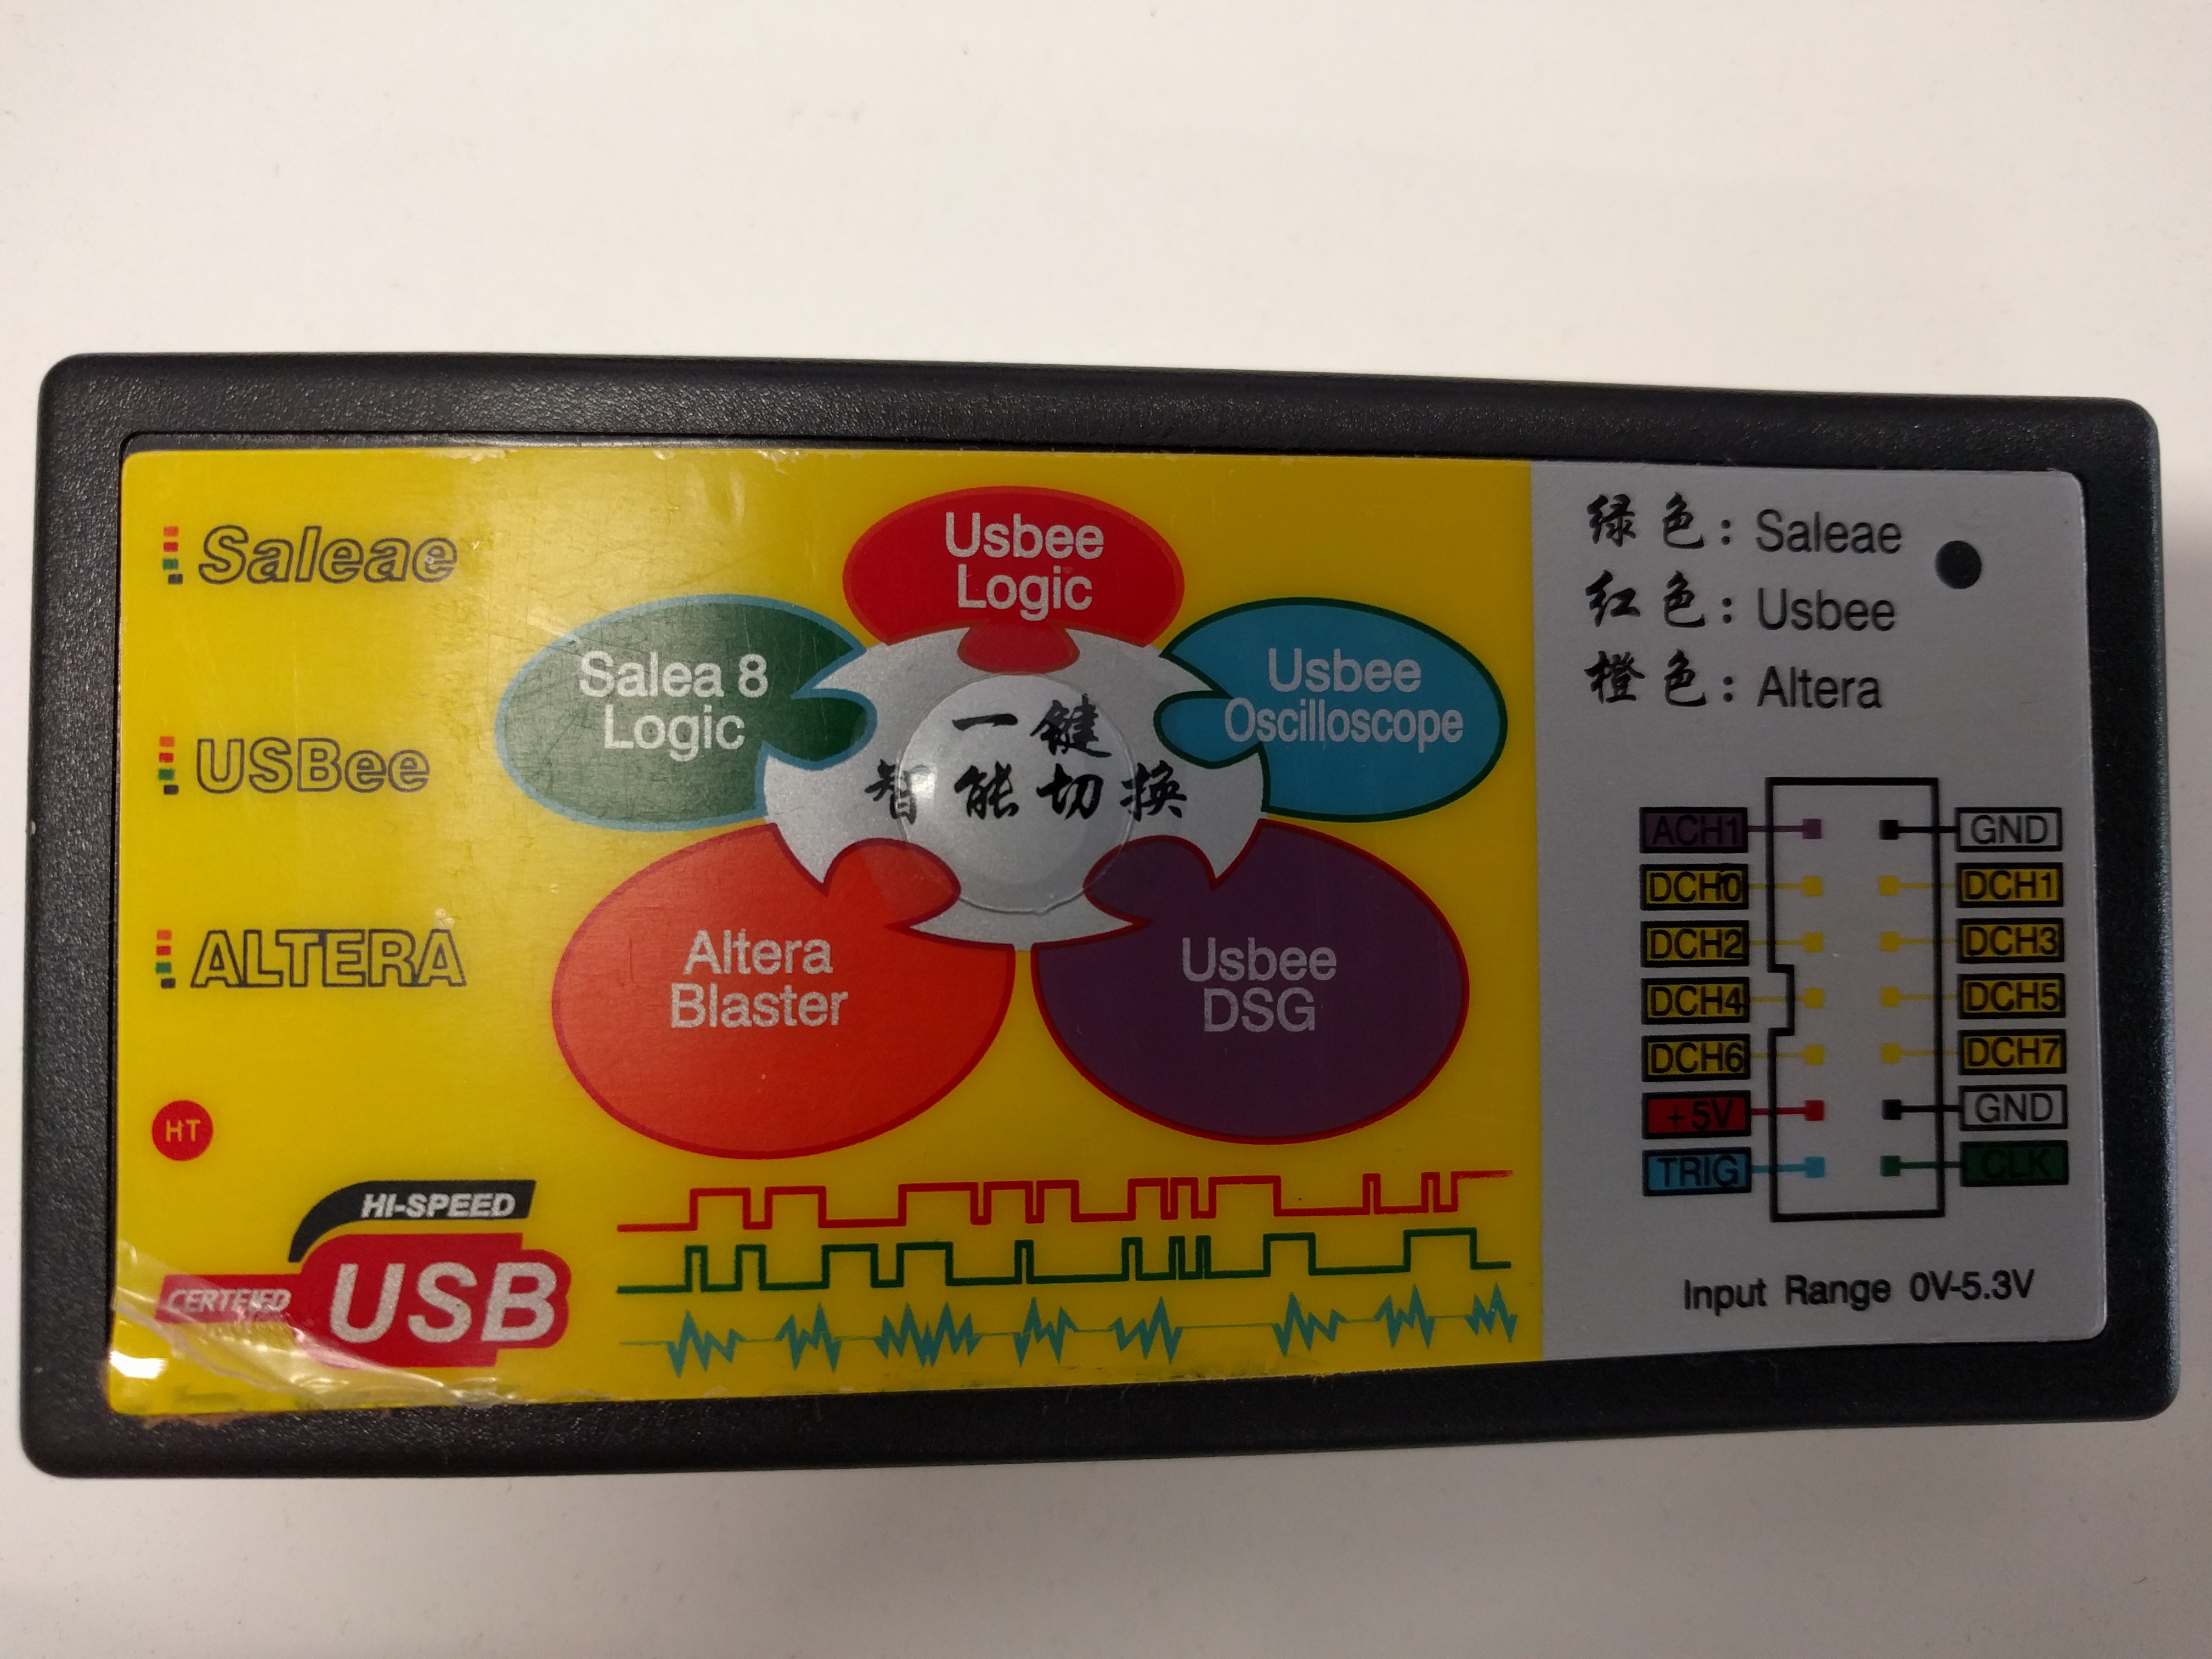 Saleae
USBee
ALTERA
HT
HI-SPEED
CERTIFIED
USB
Usbee
Logic
Salea 8
Logic
Usbee
Oscilloscope
一键
智能切换
Altera
Blaster
Usbee
DSG
绿色：Saleae
红色：Usbee
橙色：Altera
ACH1 GND
DCH0 DCH1
DCH2 DCH3
DCH4 DCH5
DCH6 DCH7
+5V GND
TRIG CLK
Input Range 0V-5.3V